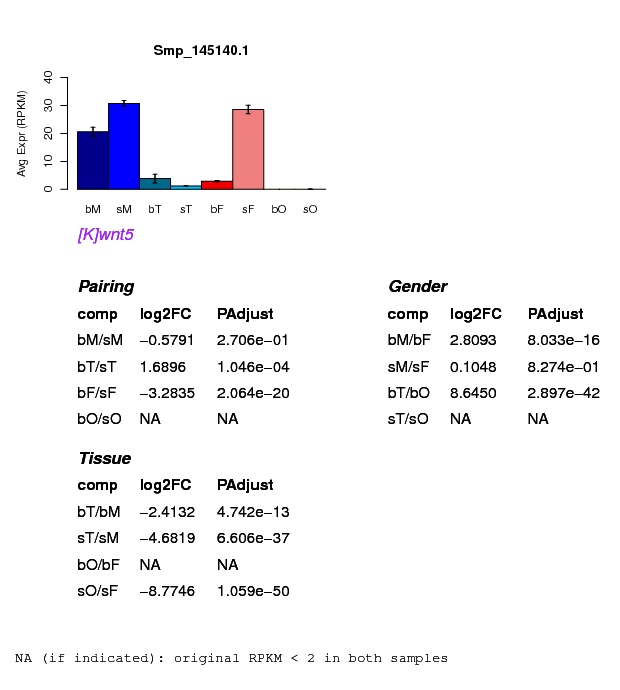 Smp_145140.1
Avg Expr (RPKM)
40
30
20
10
0
bM sM bT sT bF sF bO sO
[K]wnt5
Pairing
comp log2FC PAdjust
bM/sM −0.5791 2.706e−01
bT/sT 1.6896 1.046e−04
bF/sF −3.2835 2.064e−20
bO/sO NA NA
Gender
comp log2FC PAdjust
bM/bF 2.8093 8.033e−16
sM/sF 0.1048 8.274e−01
bT/bO 8.6450 2.897e−42
sT/sO NA NA
Tissue
comp log2FC PAdjust
bT/bM −2.4132 4.742e−13
sT/sM −4.6819 6.606e−37
bO/bF NA NA
sO/sF −8.7746 1.059e−50
NA (if indicated): original RPKM < 2 in both samples